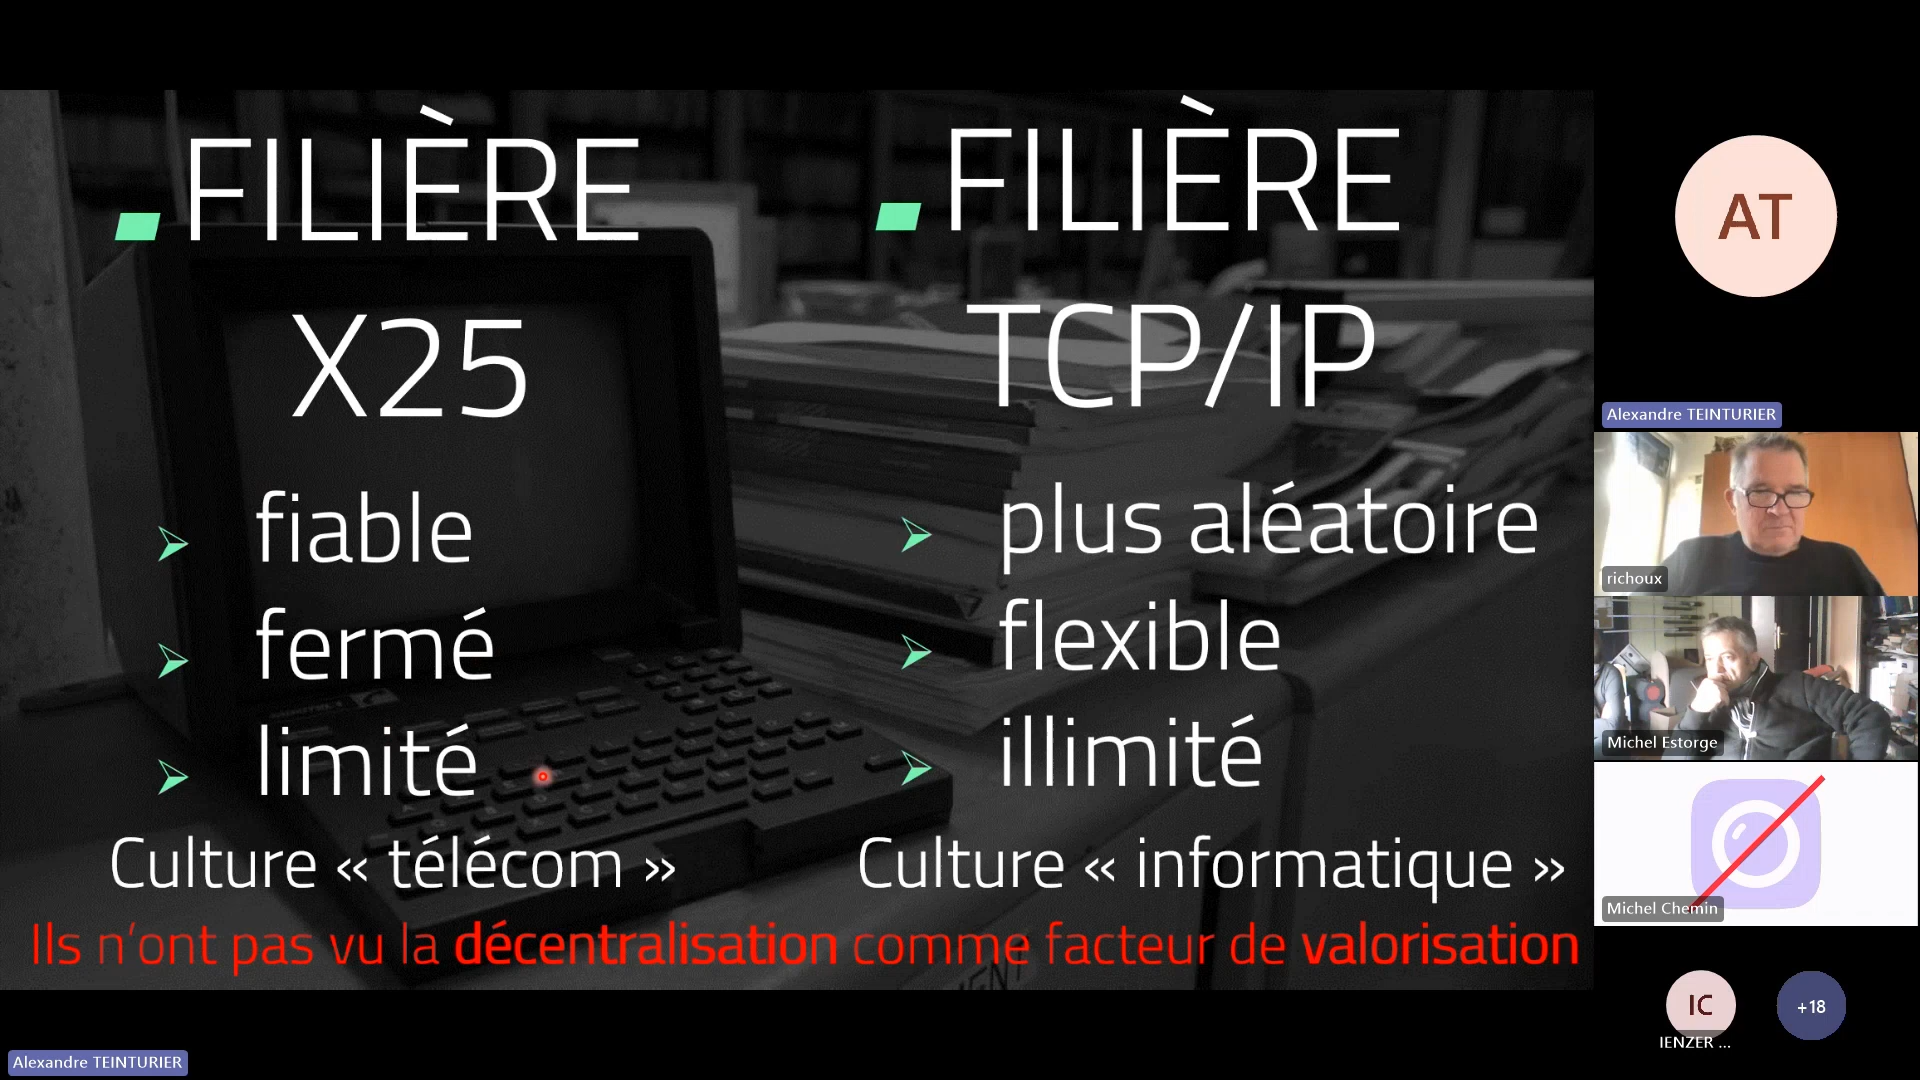 FILIÈRE
X25
fiable
fermé
limité
Culture « télécom »
FILIÈRE
TCP/IP
plus aléatoire
flexible
illimité
Culture « informatique »
Ils n’ont pas vu la décentralisation comme facteur de valorisation
Alexandre TEINTURIER
AT
Alexandre TEINTURIER
richoux
Michel Estorge
Michel Chemin
IC
IENZER ...
+18